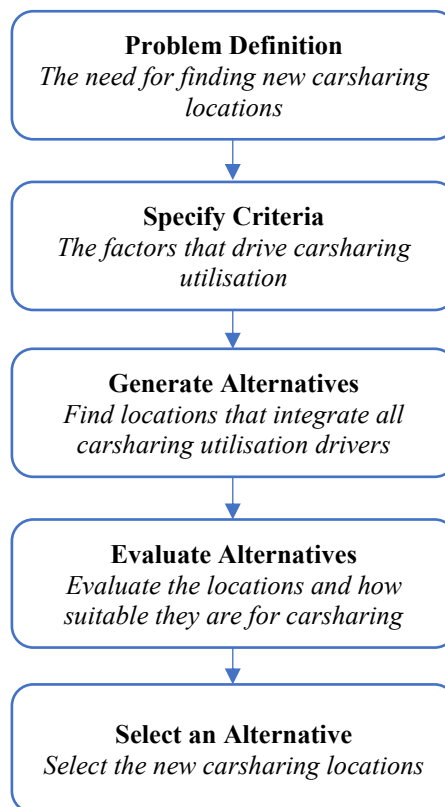 Problem Definition
The need for finding new carsharing
locations
Specify Criteria
The factors that drive carsharing
utilisation
Generate Alternatives
Find locations that integrate all
carsharing utilisation drivers
Evaluate Alternatives
Evaluate the locations and how
suitable they are for carsharing
Select an Alternative
Select the new carsharing locations